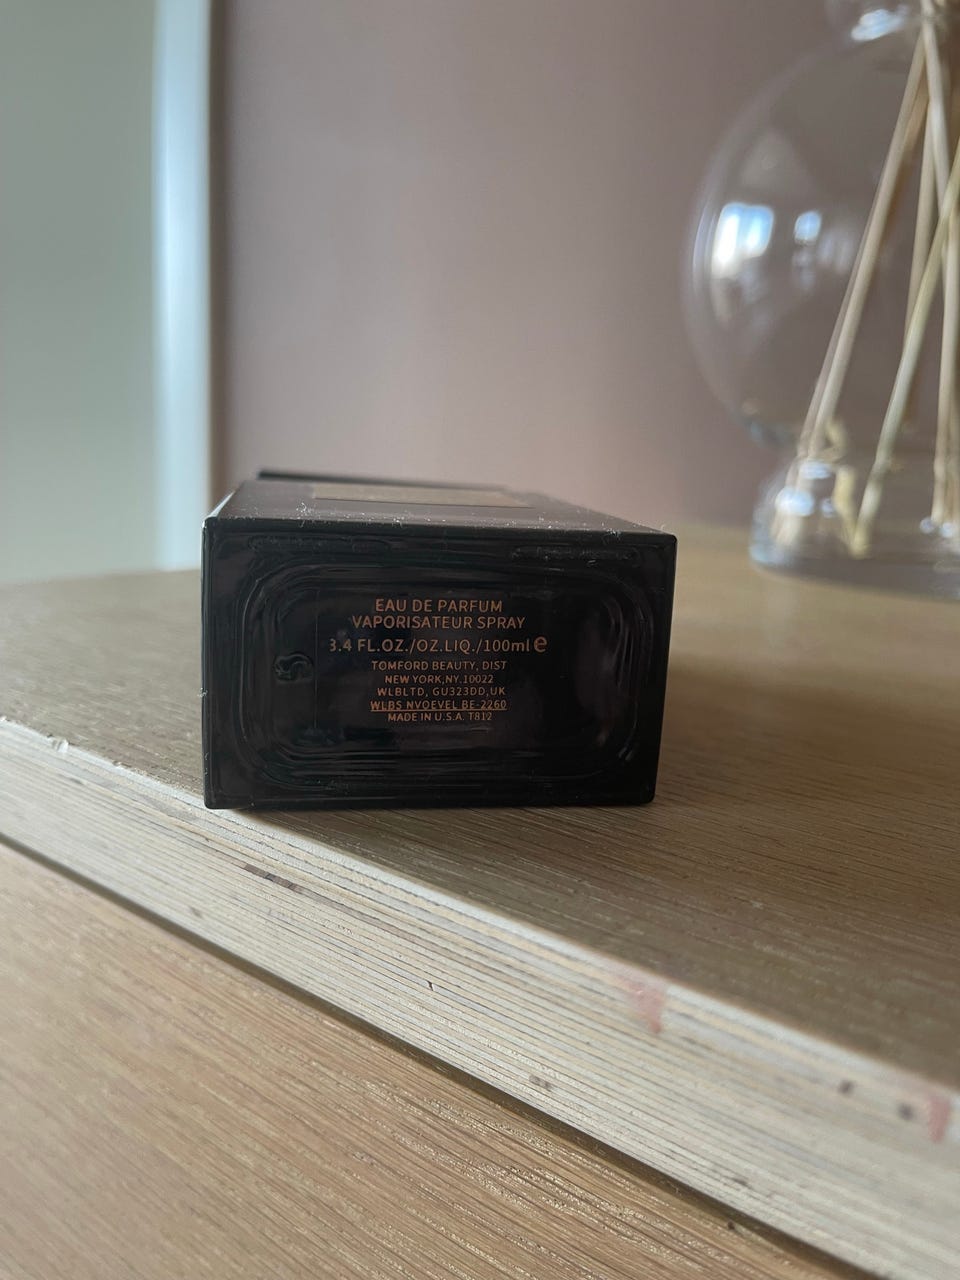 EAU DE PARFUM
VAPORISATEUR SPRAY
3.4 FL.OZ./OZ.LIQ./100ml e
TOMFORD BEAUTY, DIST
NEW YORK,NY.10022
WLBLTD, GU323DD,UK
WLBS NVOEVEL BE-2260
MADE IN U.S.A. T812